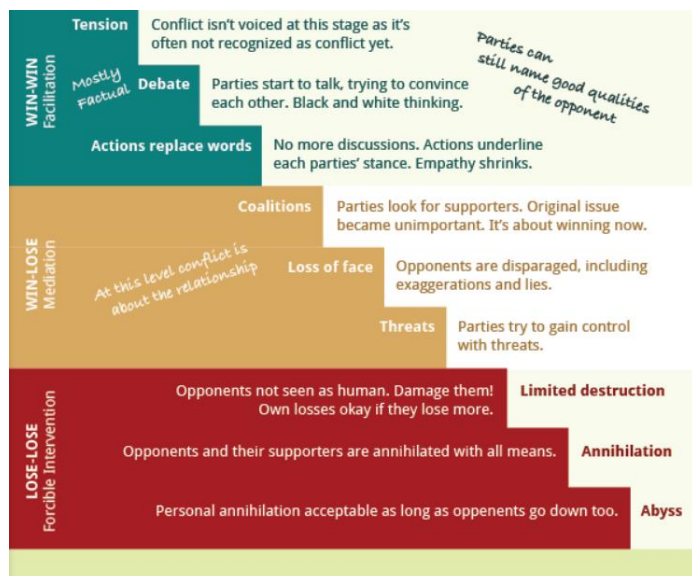 WIN-WIN
Facilitation
Tension
Conflict isn't voiced at this stage as it's
often not recognized as conflict yet.
Parties can
still name good qualities
of the opponent
Mostly
Factual
Debate
Parties start to talk, trying to convince
each other. Black and white thinking.
Actions replace words
No more discussions. Actions underline
each parties' stance. Empathy shrinks.
WIN-LOSE
Mediation
Coalitions
Parties look for supporters. Original issue
became unimportant. It's about winning now.
At this level conflict is
about the relationship
Loss of face
Opponents are disparaged, including
exaggerations and lies.
Threats
Parties try to gain control
with threats.
LOSE-LOSE
Forcible Intervention
Opponents not seen as human. Damage them!
Own losses okay if they lose more.
Limited destruction
Opponents and their supporters are annihilated with all means.
Annihilation
Personal annihilation acceptable as long as oppenents go down too.
Abyss